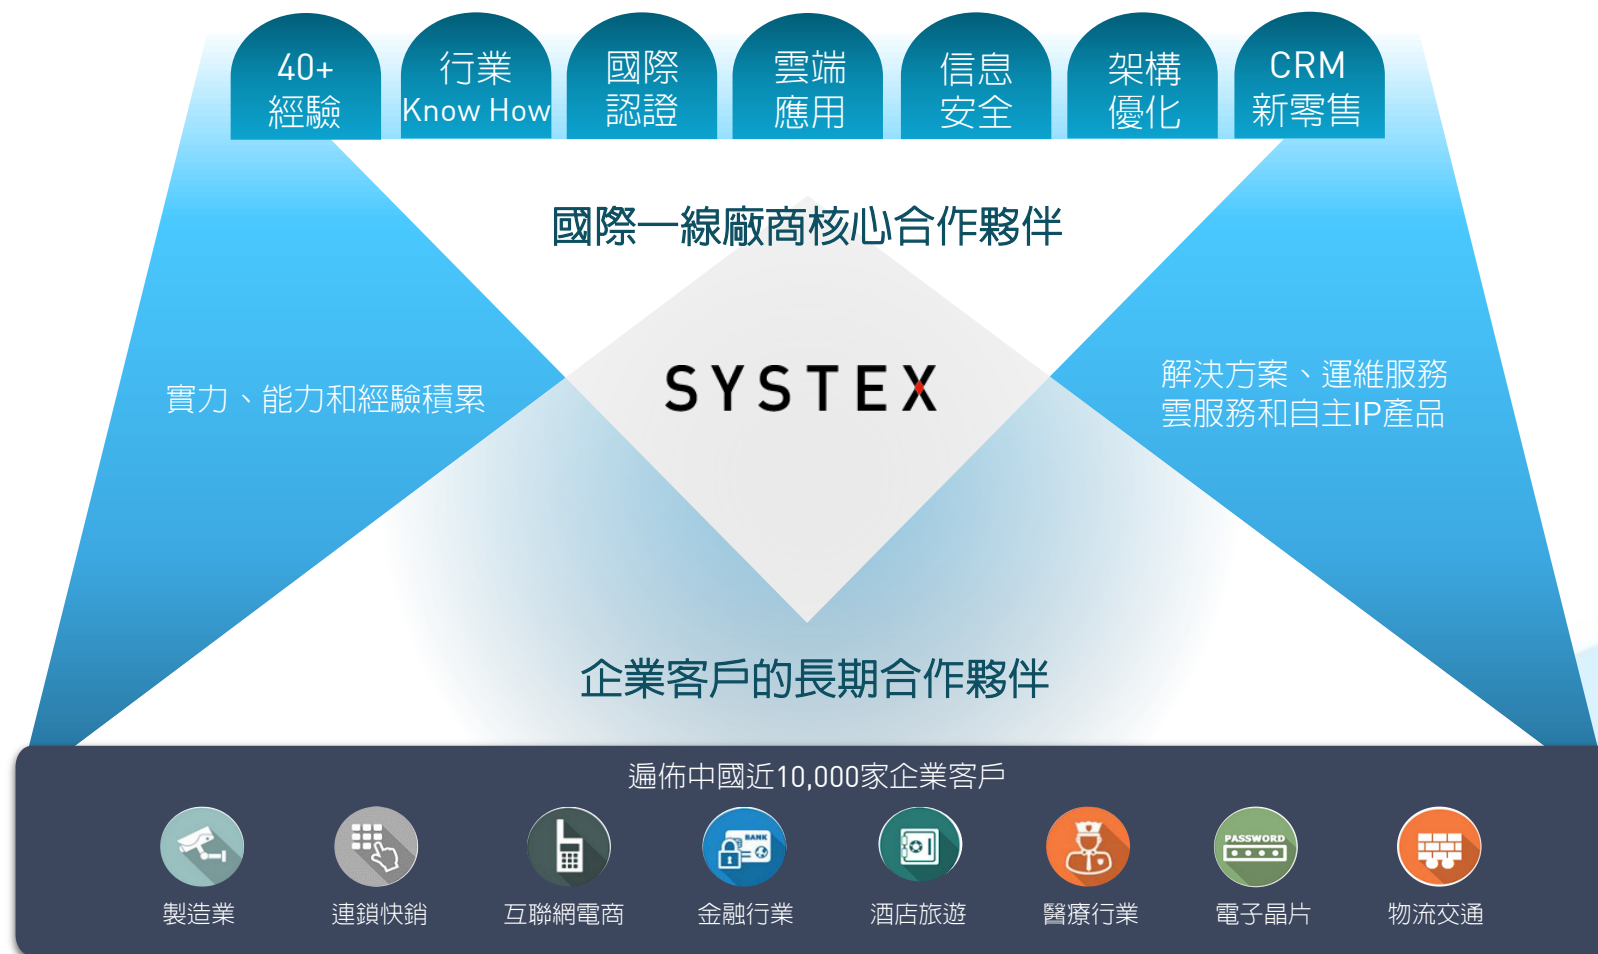 40+
經驗
行業
Know How
國際
認證
雲端
應用
信息
安全
架構
優化
CRM
新零售
國際一線廠商核心合作夥伴
SYSTEX
實力、能力和經驗積累
解決方案、運維服務
雲服務和自主IP產品
企業客戶的長期合作夥伴
遍佈中國近10,000家企業客戶
BANK
PASSWORD
製造業
連鎖快銷
互聯網電商
金融行業
酒店旅遊
醫療行業
電子晶片
物流交通